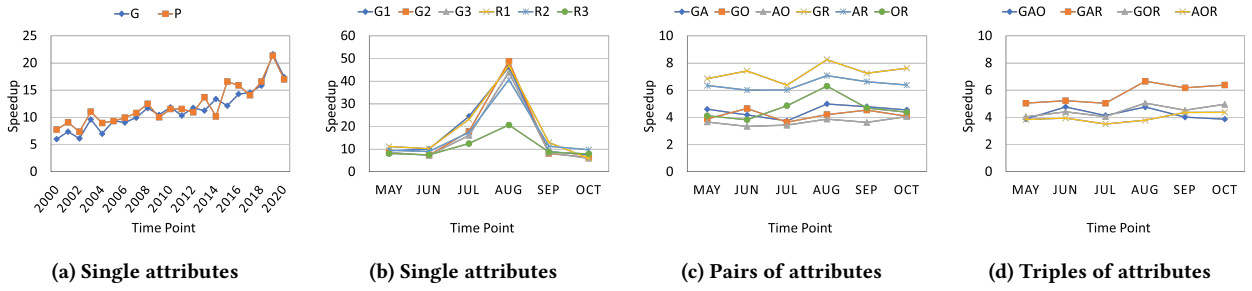 G P
25
20
15
10
5
0
Speedup
2000
2002
2004
2006
2008
2010
2012
2014
2016
2018
2020
Time Point
(a) Single attributes
G1 G2 G3 R1 R2 R3
60
50
40
30
20
10
0
Speedup
MAY JUN JUL AUG SEP OCT
Time Point
(b) Single attributes
GA GO AO GR AR OR
10
8
6
4
2
0
Speedup
MAY JUN JUL AUG SEP OCT
Time Point
(c) Pairs of attributes
GAO GAR GOR AOR
10
8
6
4
2
0
Speedup
MAY JUN JUL AUG SEP OCT
Time Point
(d) Triples of attributes